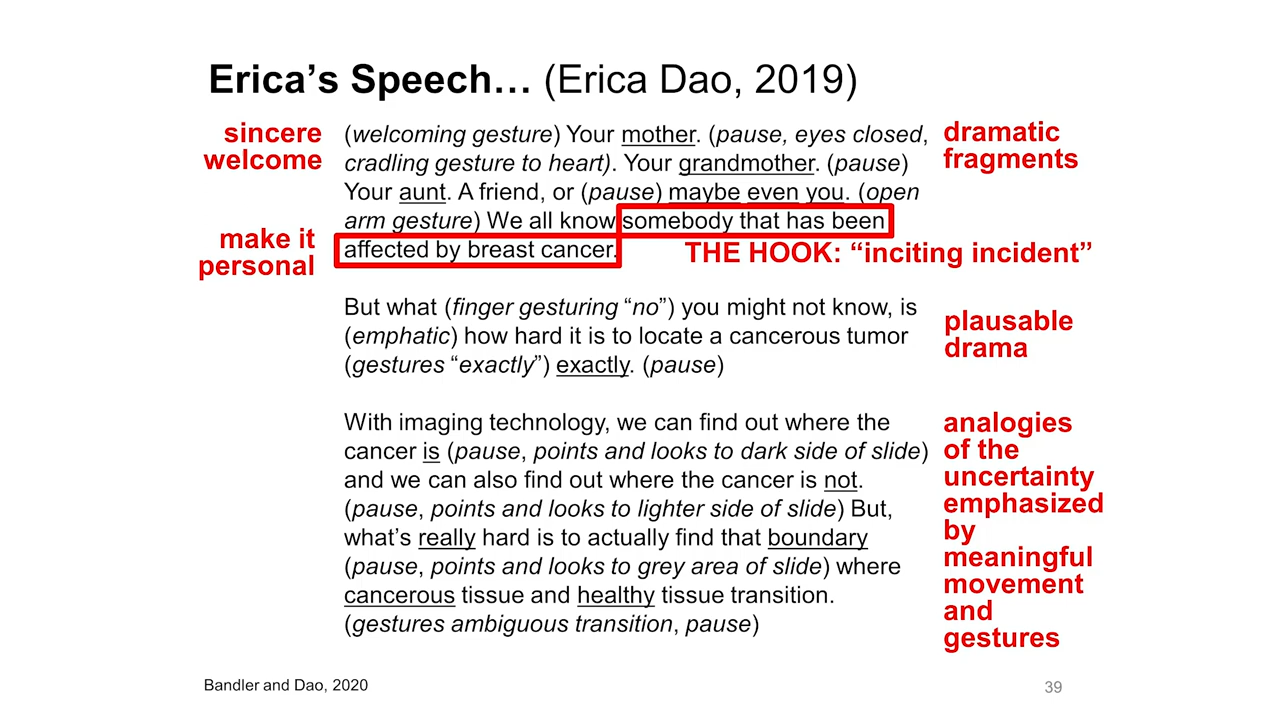 Erica’s Speech… (Erica Dao, 2019)
sincere
welcome
make it
personal
(welcoming gesture) Your mother. (pause, eyes closed,
cradling gesture to heart). Your grandmother. (pause)
Your aunt. A friend, or (pause) maybe even you. (open
arm gesture) We all know somebody that has been
affected by breast cancer.
dramatic
fragments
THE HOOK: “inciting incident”
But what (finger gesturing “no”) you might not know, is
(emphatic) how hard it is to locate a cancerous tumor
(gestures “exactly”) exactly. (pause)
plausable
drama
With imaging technology, we can find out where the
cancer is (pause, points and looks to dark side of slide)
and we can also find out where the cancer is not.
(pause, points and looks to lighter side of slide) But,
what’s really hard is to actually find that boundary
(pause, points and looks to grey area of slide) where
cancerous tissue and healthy tissue transition.
(gestures ambiguous transition, pause)
analogies
of the
uncertainty
emphasized
by
meaningful
movement
and
gestures
Bandler and Dao, 2020
39